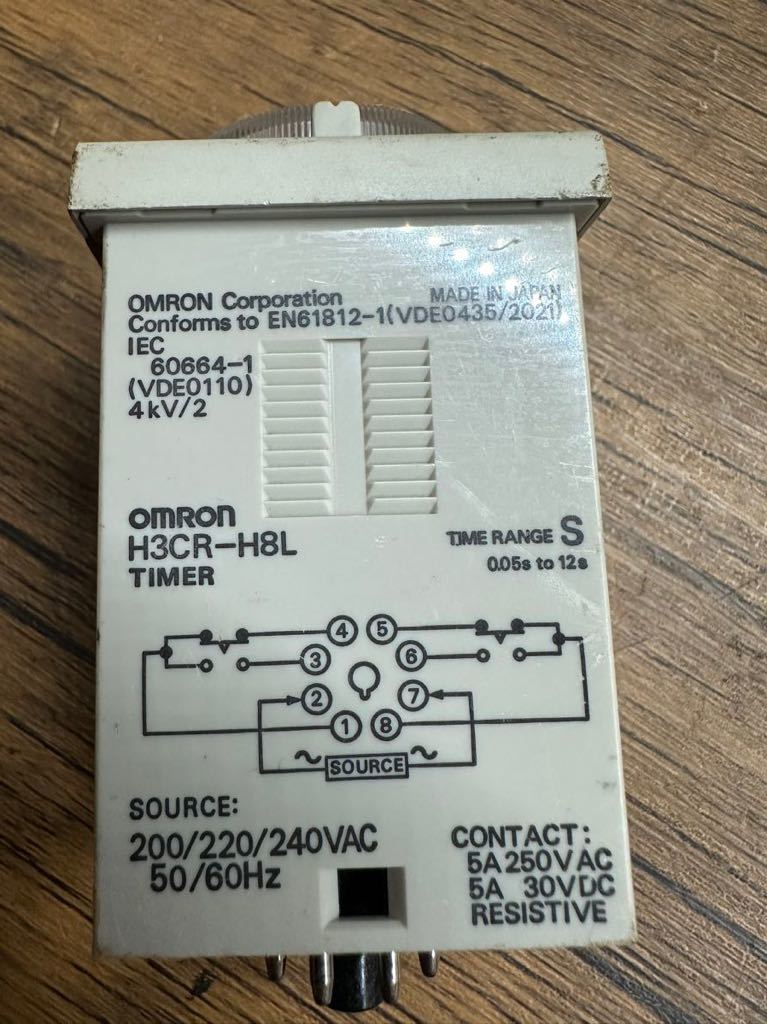 OMRON Corporation MADE IN JAPAN
Conforms to EN61812-1(VDE0435/2021)
IEC
60664-1
(VDE0110)
4kV/2
OMRON
H3CR-H8L
TIMER
TIME RANGE S
0.05s to 12s
4 5
3 6
2 7
1 8
~ SOURCE ~
SOURCE:
200/220/240VAC
50/60Hz
CONTACT:
5A 250VAC
5A 30VDC
RESISTIVE